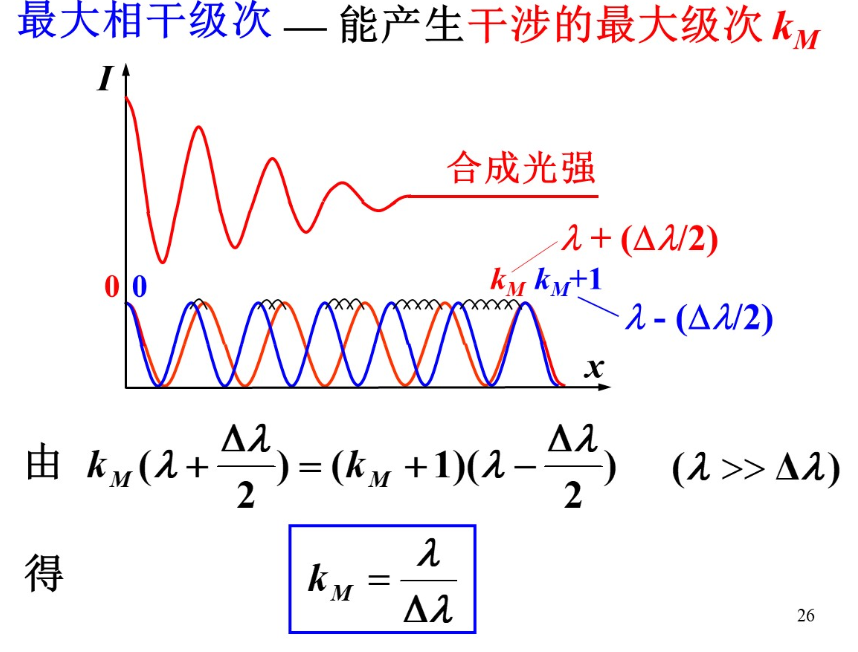 最大相干级次 — 能产生干涉的最大级次 kM
I
合成光强
λ + (Δλ/2)
0 0
kM kM+1
λ - (Δλ/2)
x
由 kM (λ + Δλ/2) = (kM + 1)(λ − Δλ/2) (λ >> Δλ)
得 kM = λ/Δλ
26